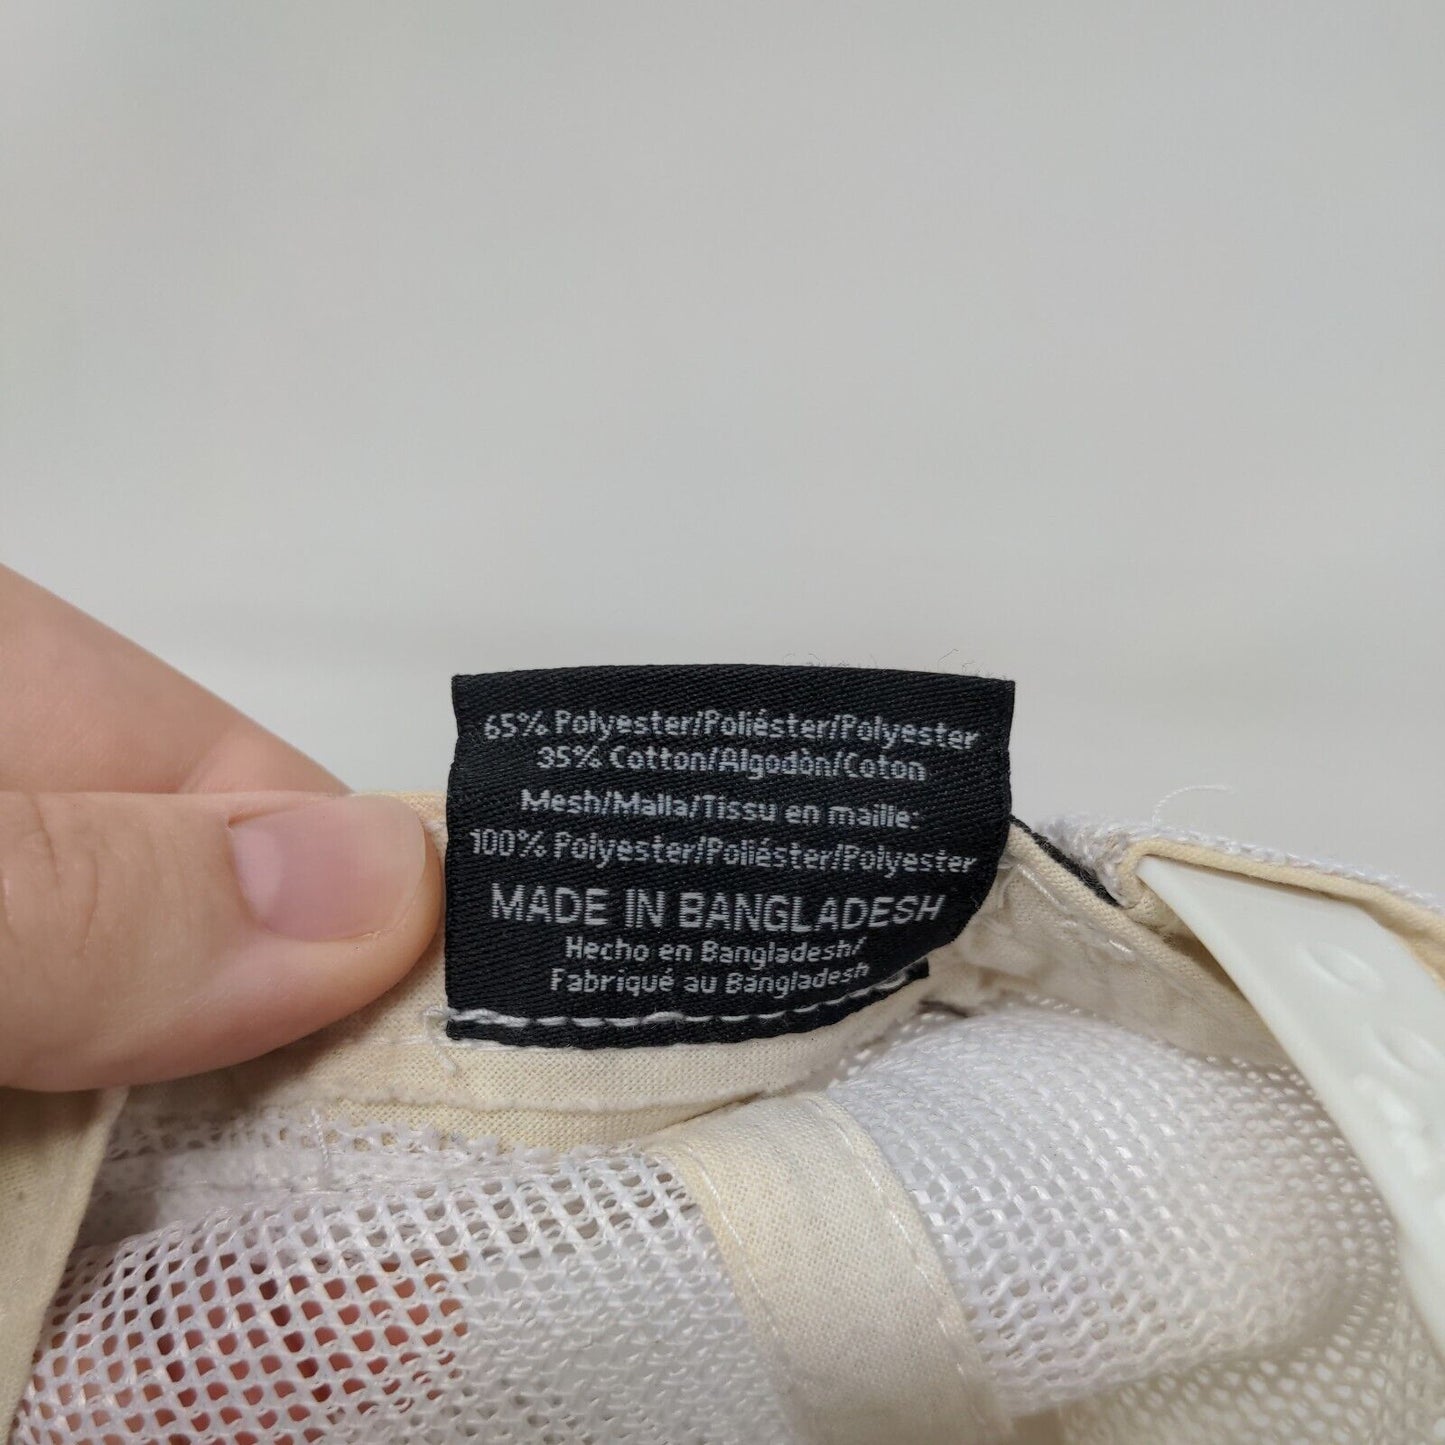 65% Polyester/Poliéster/Polyester
35% Cotton/Algodòn/Coton
Mesh/Malla/Tissu en maille:
100% Polyester/Poliéster/Polyester
MADE IN BANGLADESH
Hecho en Bangladesh/
Fabriqué au Bangladesh